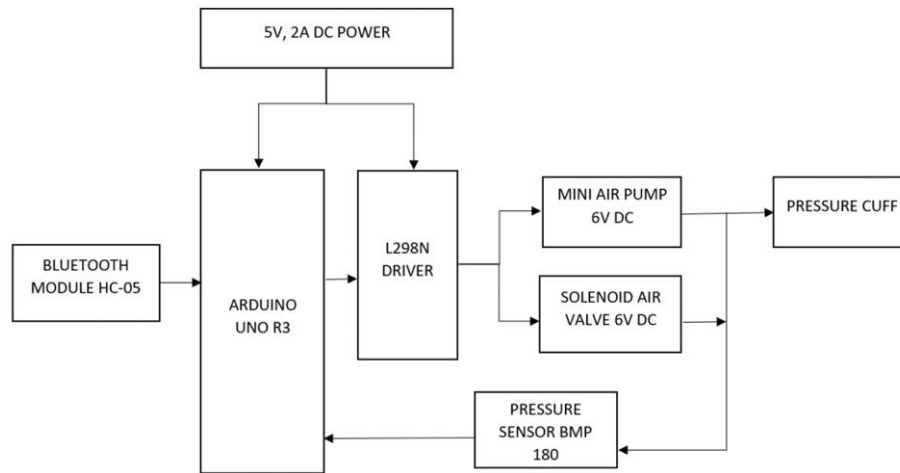 5V, 2A DC POWER
BLUETOOTH
MODULE HC-05
ARDUINO
UNO R3
L298N
DRIVER
MINI AIR PUMP
6V DC
SOLENOID AIR
VALVE 6V DC
PRESSURE CUFF
PRESSURE
SENSOR BMP
180